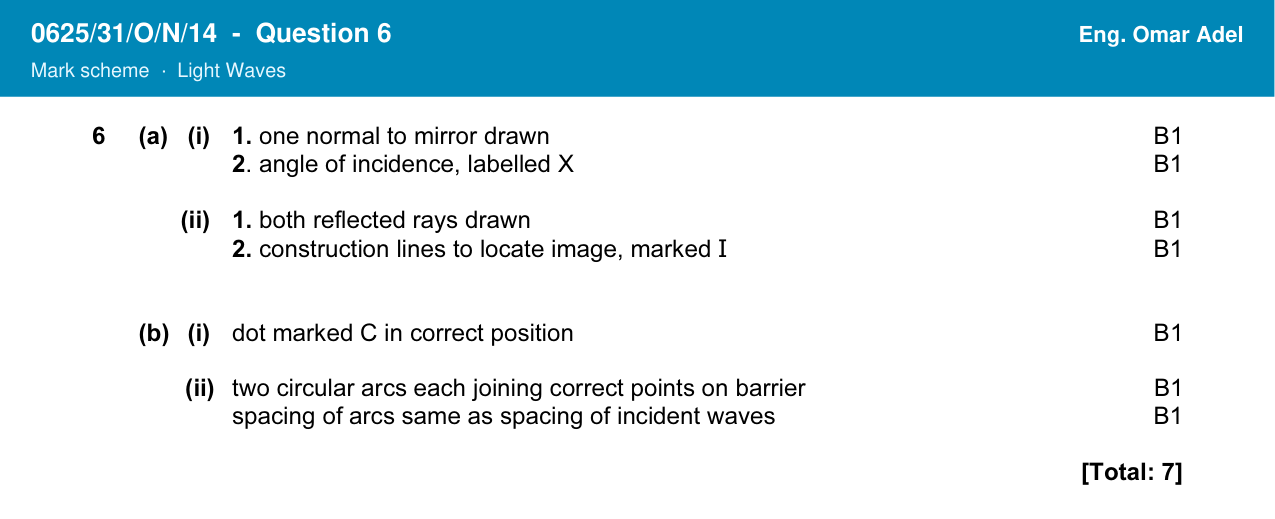 0625/31/O/N/14 - Question 6 Eng. Omar Adel
Mark scheme · Light Waves
6 (a) (i) 1. one normal to mirror drawn B1
2. angle of incidence, labelled X B1
(ii) 1. both reflected rays drawn B1
2. construction lines to locate image, marked I B1
(b) (i) dot marked C in correct position B1
(ii) two circular arcs each joining correct points on barrier B1
spacing of arcs same as spacing of incident waves B1
[Total: 7]